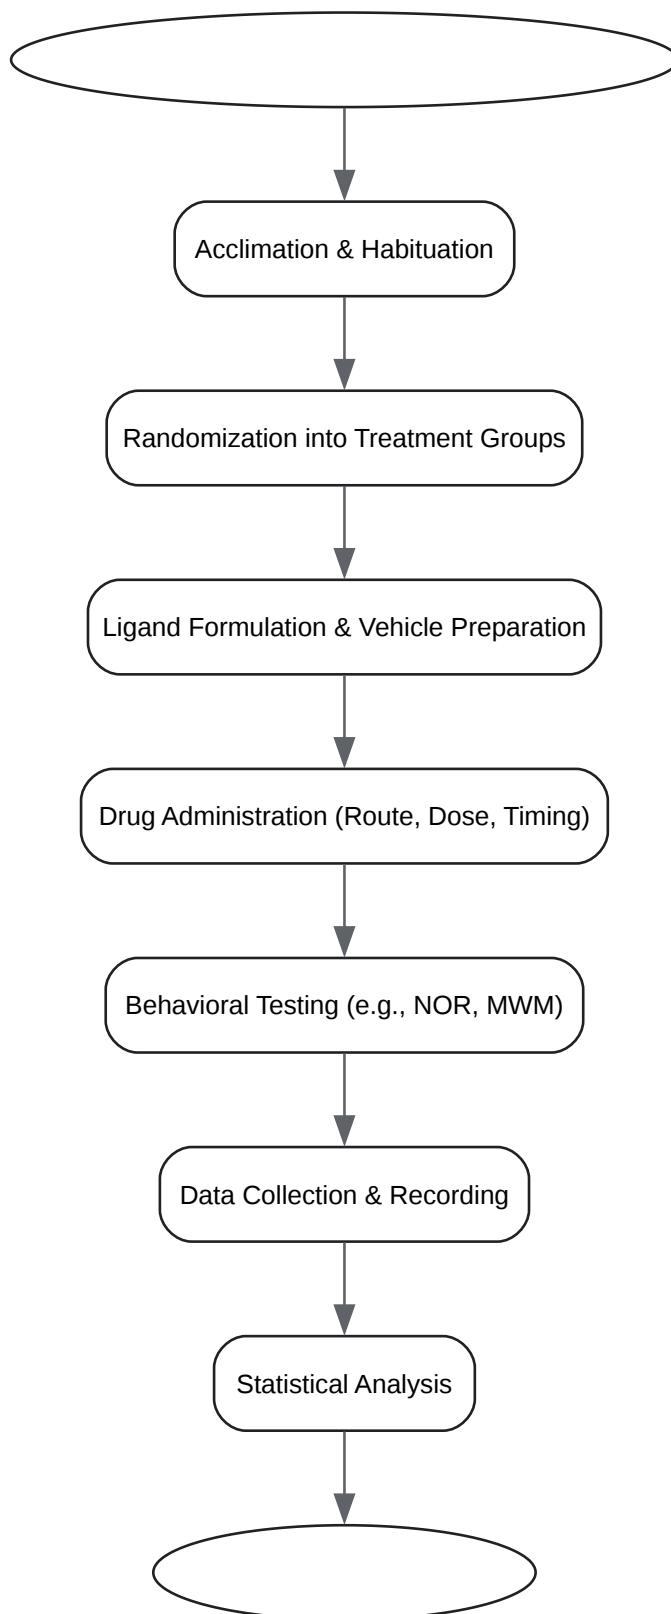 Acclimation & Habituation
Randomization into Treatment Groups
Ligand Formulation & Vehicle Preparation
Drug Administration (Route, Dose, Timing)
Behavioral Testing (e.g., NOR, MWM)
Data Collection & Recording
Statistical Analysis